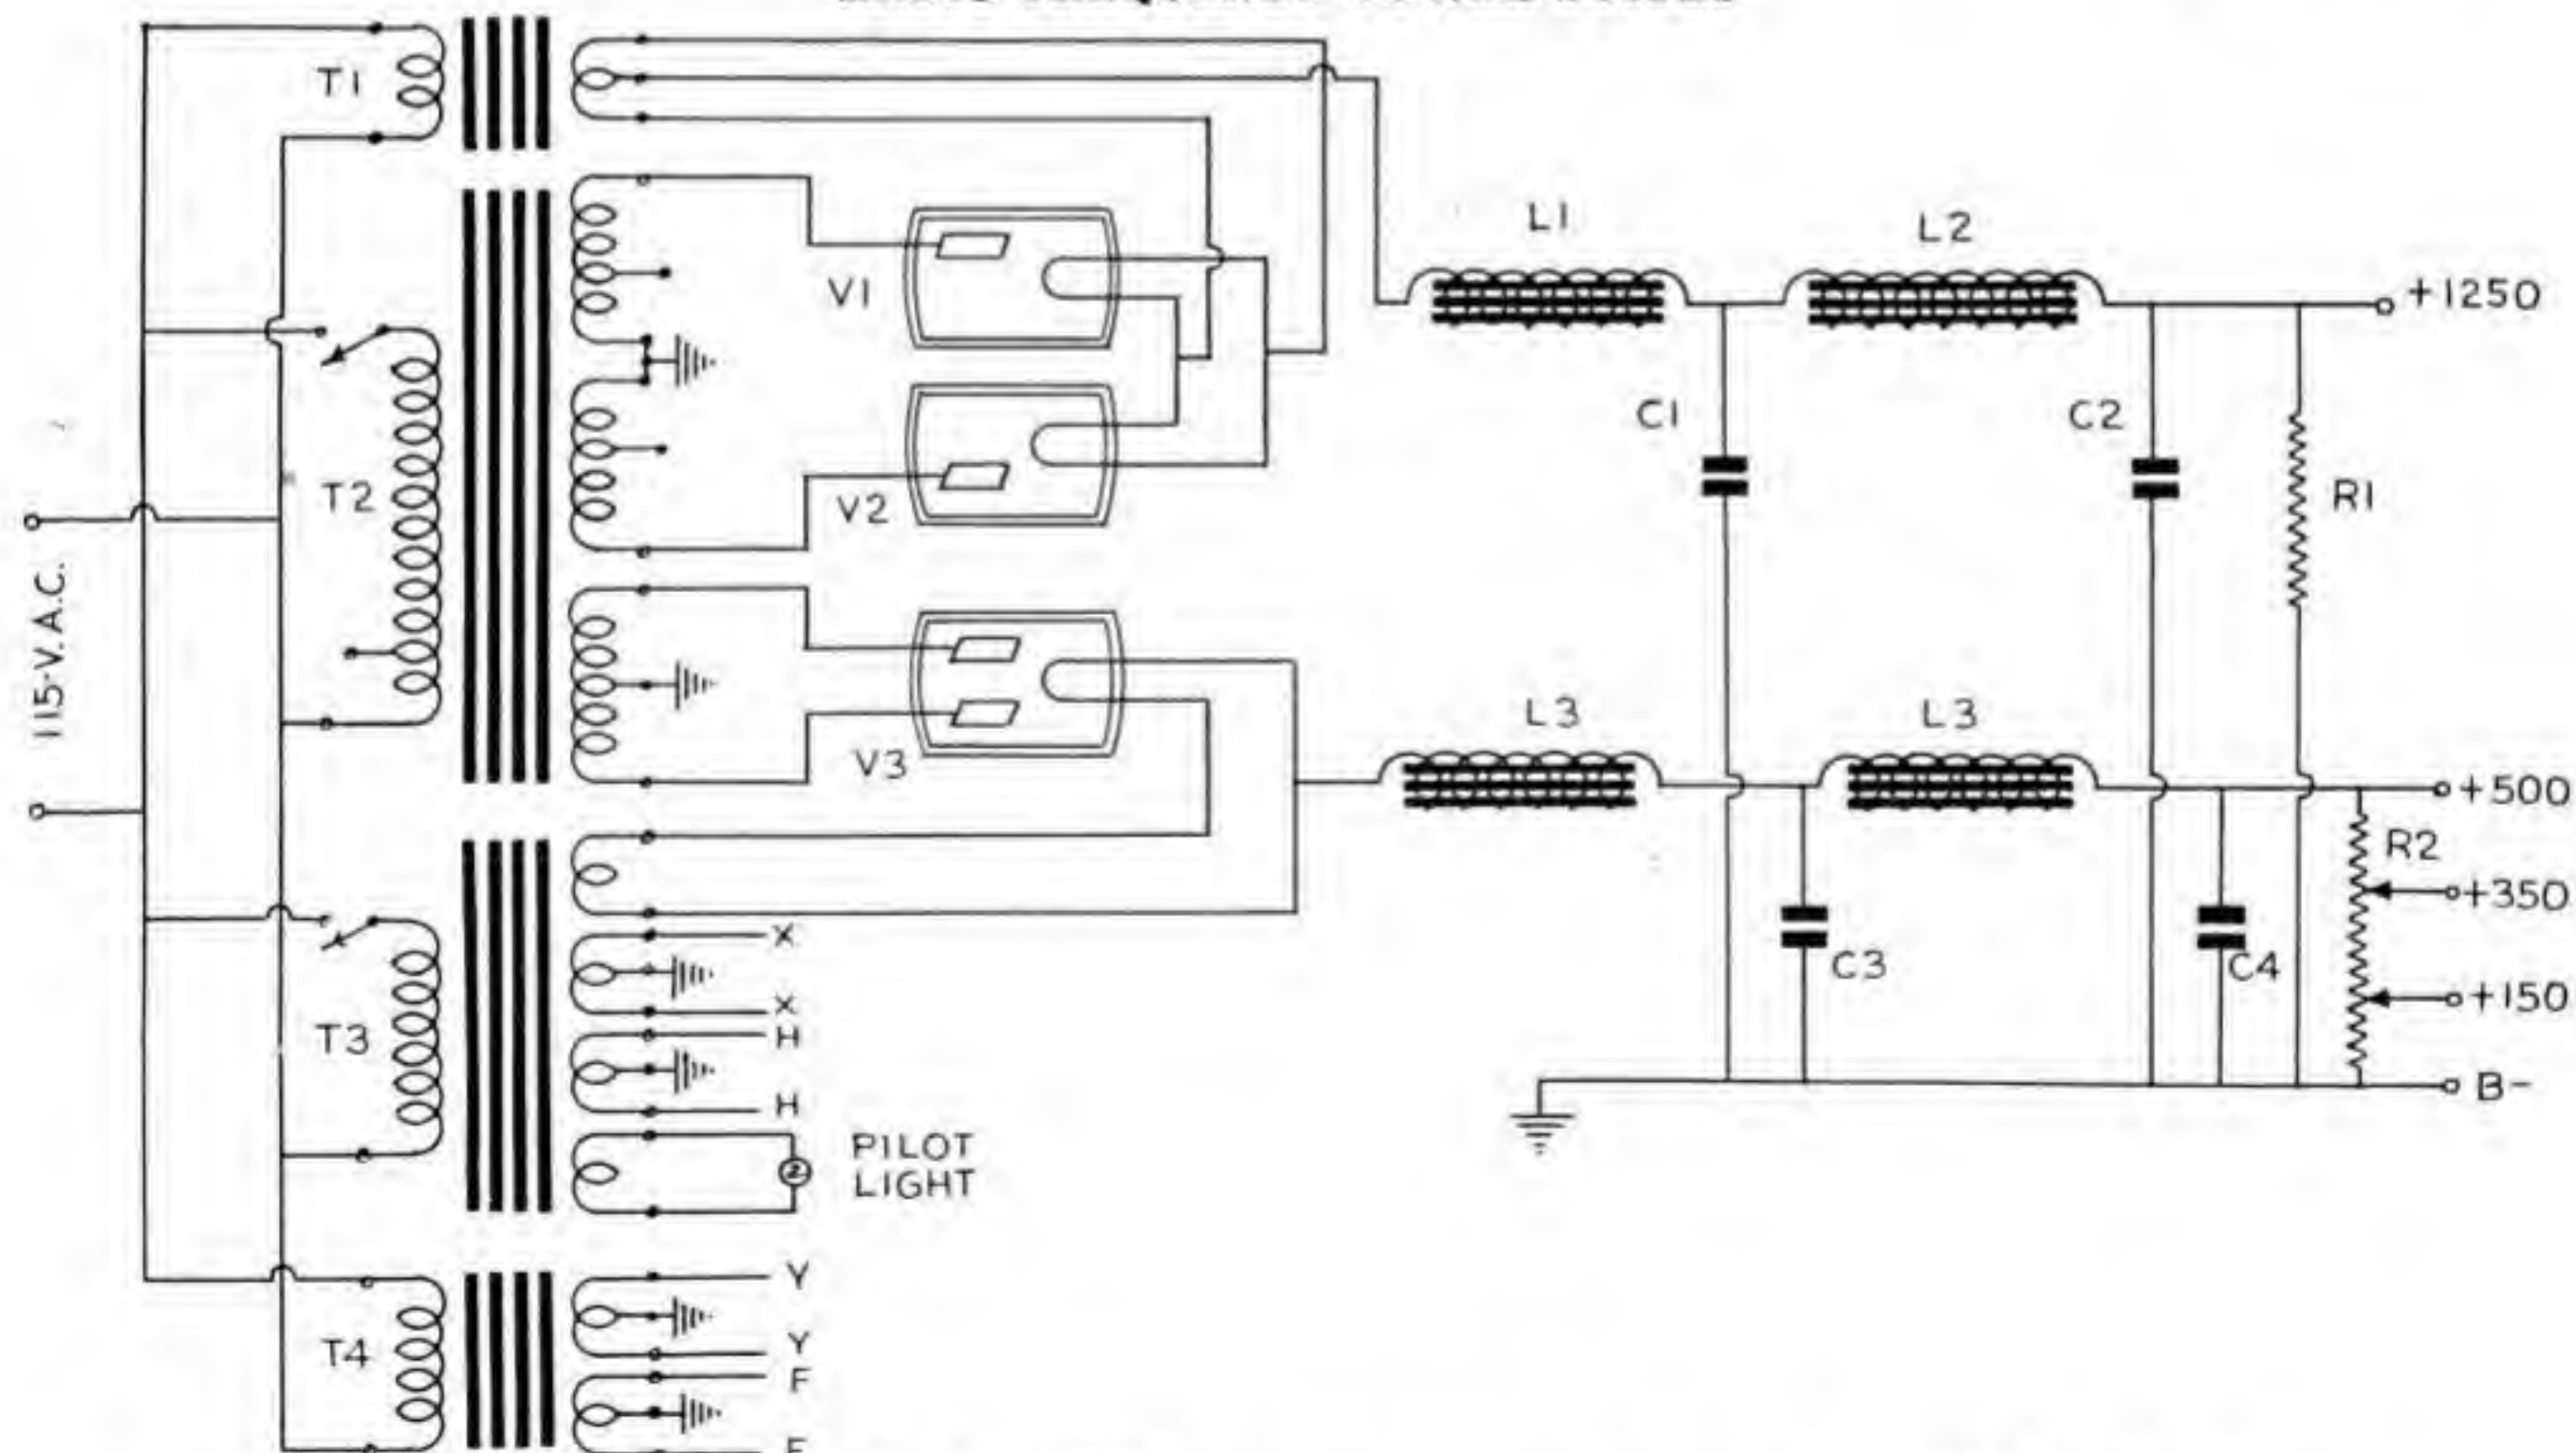 T1
L1
L2
V1
+1250
C1
C2
T2
V2
R1
115-V.A.C.
L3
L3
V3
+500
R2
+350
X
C3
C4
+150
X
T3
H
B-
H
PILOT
LIGHT
Y
Y
T4
F
F